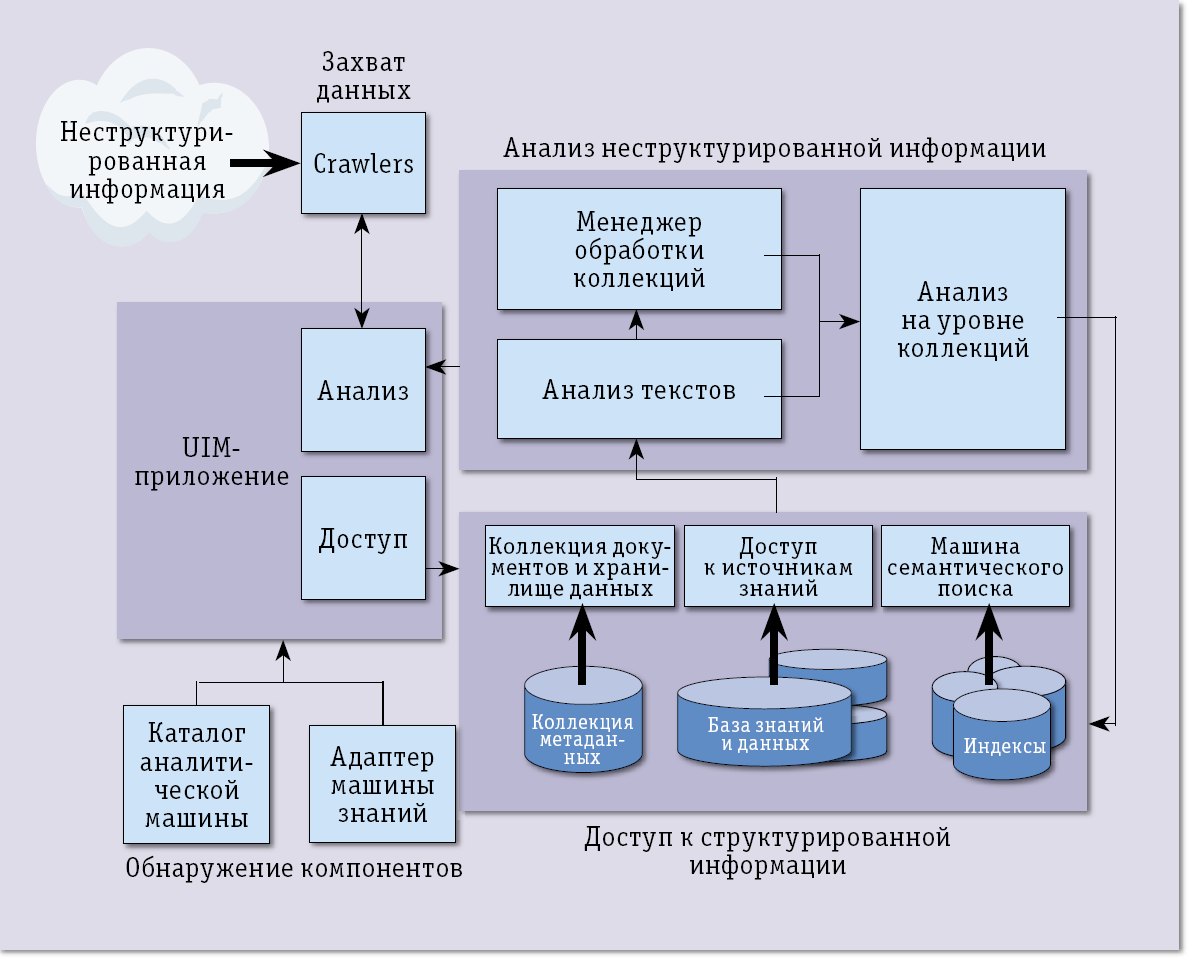 Захват
данных
Неструктури-
рованная
информация
Crawlers
Анализ неструктурированной информации
Менеджер
обработки
коллекций
Анализ
на уровне
коллекций
Анализ текстов
Анализ
UIM-
приложение
Доступ
Коллекция доку-
ментов и храни-
лище данных
Доступ
к источникам
знаний
Машина
семантического
поиска
Коллекция
метадан-
ных
База знаний
и данных
Индексы
Каталог
аналити-
ческой
машины
Адаптер
машины
знаний
Обнаружение компонентов
Доступ к структурированной
информации